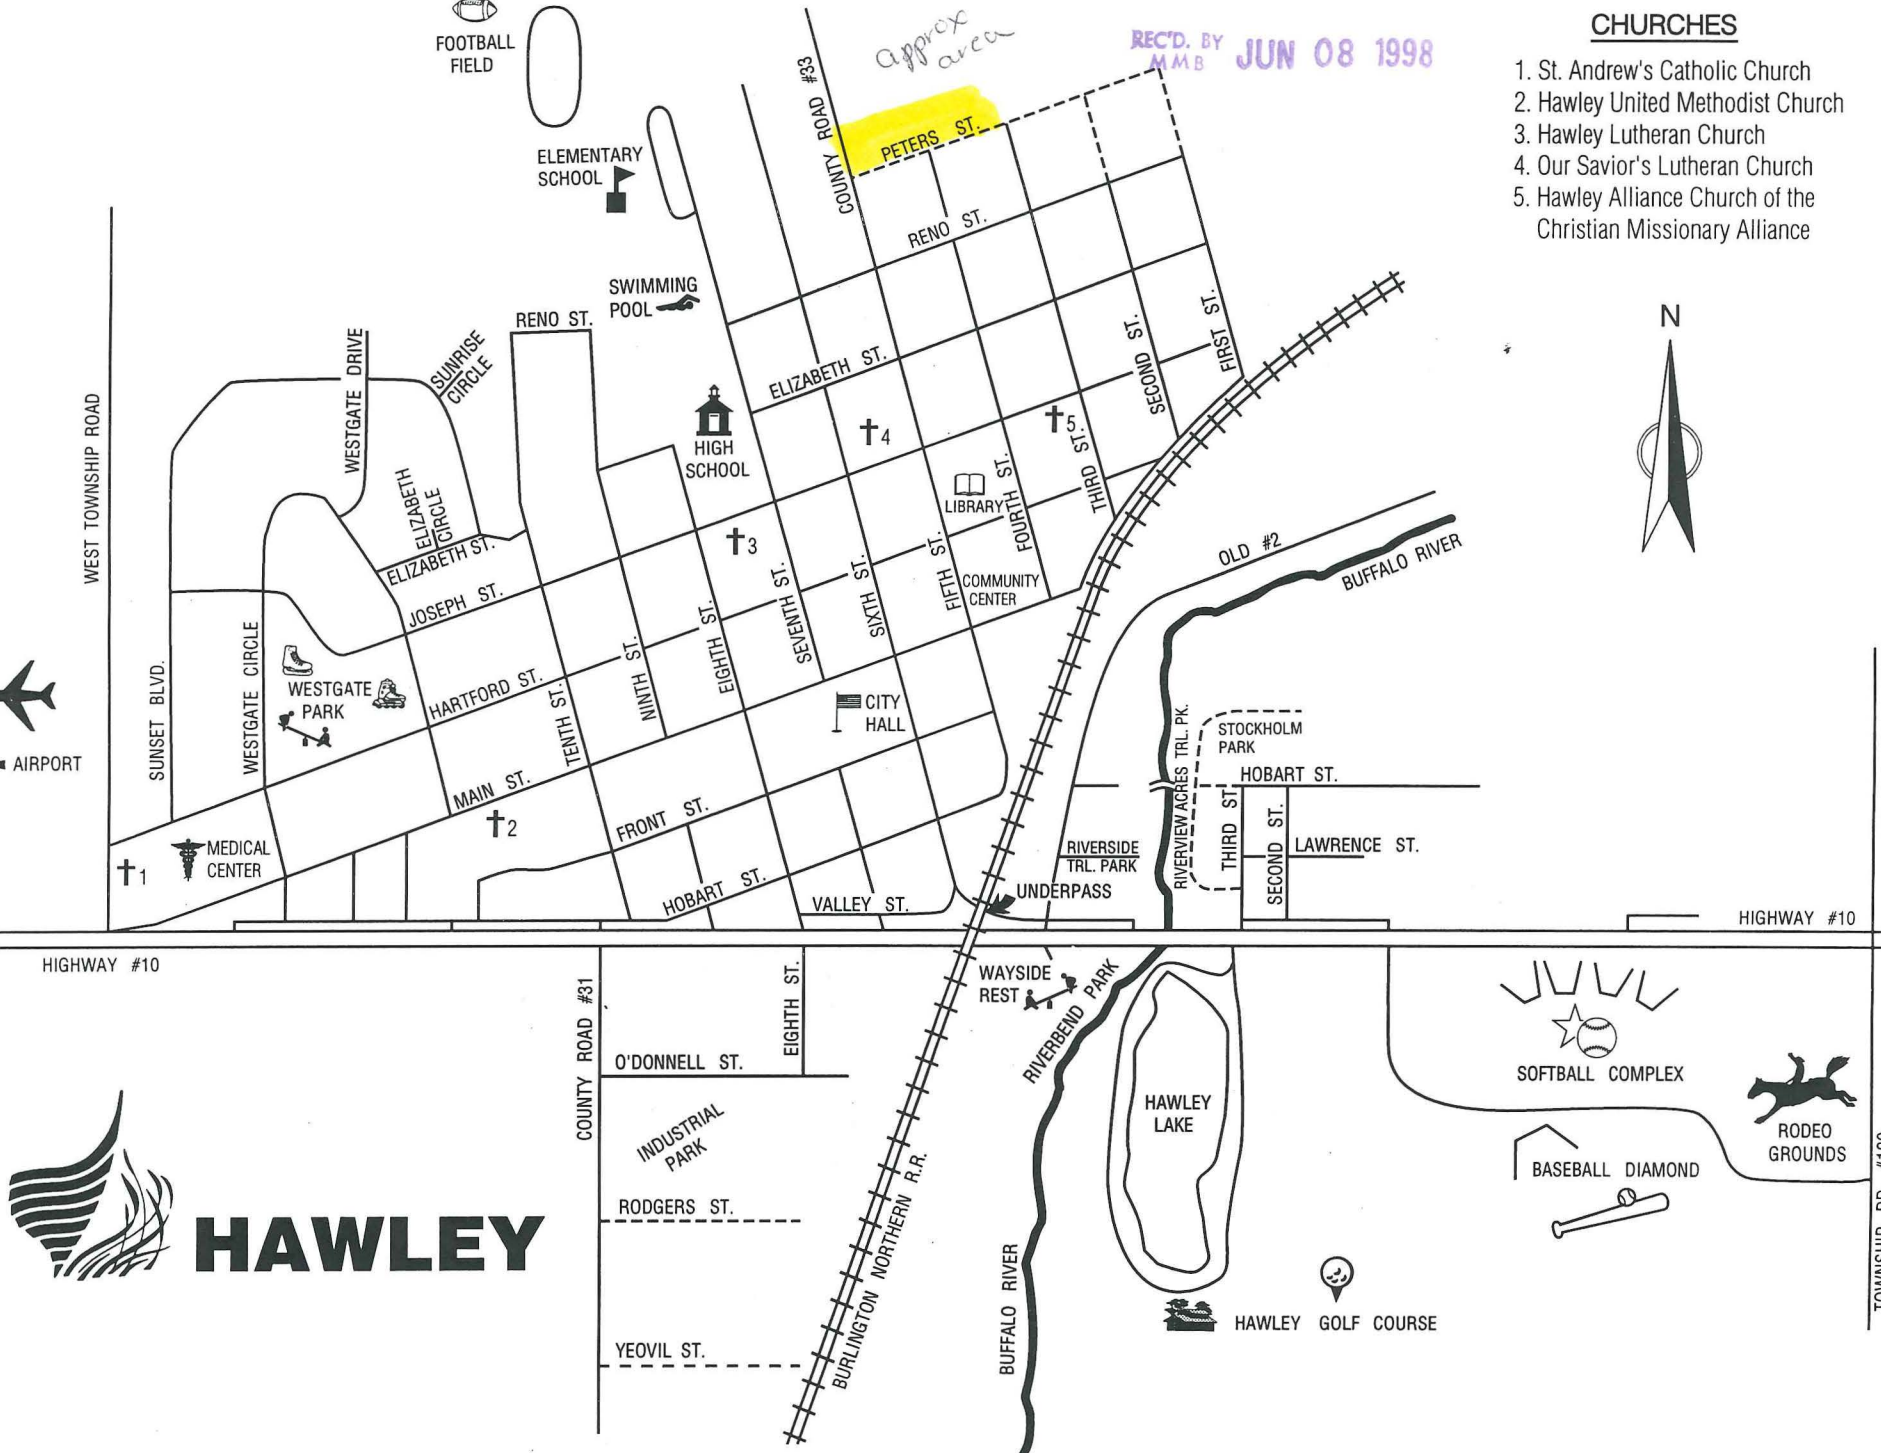 FOOTBALL
FIELD
approx
area
REC'D. BY
MMB
JUN 08 1998
CHURCHES
1. St. Andrew's Catholic Church
2. Hawley United Methodist Church
3. Hawley Lutheran Church
4. Our Savior's Lutheran Church
5. Hawley Alliance Church of the
Christian Missionary Alliance
COUNTY ROAD #33
PETERS ST.
ELEMENTARY
SCHOOL
RENO ST.
SWIMMING
POOL
RENO ST.
N
WEST TOWNSHIP ROAD
WESTGATE DRIVE
SUNRISE
CIRCLE
ELIZABETH ST.
SECOND ST.
FIRST ST.
HIGH
SCHOOL
4
5
THIRD ST.
ELIZABETH
CIRCLE
ELIZABETH ST.
LIBRARY
FOURTH ST.
3
OLD #2
BUFFALO RIVER
JOSEPH ST.
SEVENTH ST.
SIXTH ST.
FIFTH ST.
COMMUNITY
CENTER
SUNSET BLVD.
WESTGATE CIRCLE
WESTGATE
PARK
HARTFORD ST.
TENTH ST.
NINTH ST.
EIGHTH ST.
CITY
HALL
AIRPORT
MAIN ST.
2
FRONT ST.
RIVERVIEW ACRES TRL. PK.
STOCKHOLM
PARK
HOBART ST.
THIRD ST
SECOND ST.
LAWRENCE ST.
1
MEDICAL
CENTER
HOBART ST.
VALLEY ST.
RIVERSIDE
TRL. PARK
UNDERPASS
HIGHWAY #10
HIGHWAY #10
COUNTY ROAD #31
EIGHTH ST.
WAYSIDE
REST
RIVERBEND PARK
O'DONNELL ST.
INDUSTRIAL
PARK
HAWLEY
LAKE
SOFTBALL COMPLEX
RODEO
GROUNDS
BASEBALL DIAMOND
HAWLEY
RODGERS ST.
BURLINGTON NORTHERN R.R.
BUFFALO RIVER
YEOVIL ST.
HAWLEY GOLF COURSE
TOWNSHIP RD.